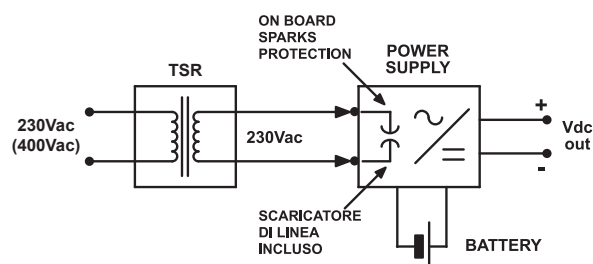 ON BOARD
SPARKS
PROTECTION
TSR
POWER
SUPPLY
230Vac
(400Vac)
230Vac
+
Vdc
out
-
SCARICATORE
DI LINEA
INCLUSO
BATTERY